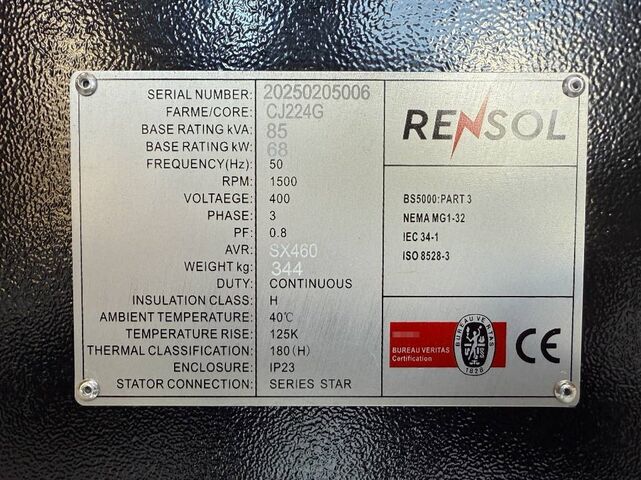 SERIAL NUMBER: 20250205006
FARME/CORE: CJ224G
BASE RATING kVA: 85
BASE RATING kW: 68
FREQUENCY(Hz): 50
RPM: 1500
VOLTAEGE: 400
PHASE: 3
PF: 0.8
AVR: SX460
WEIGHT kg: 344
DUTY: CONTINUOUS
INSULATION CLASS: H
AMBIENT TEMPERATURE: 40℃
TEMPERATURE RISE: 125K
THERMAL CLASSIFICATION: 180(H)
ENCLOSURE: IP23
STATOR CONNECTION: SERIES STAR
RENSOL
BS5000:PART 3
NEMA MG1-32
IEC 34-1
ISO 8528-3
BUREAU VERITAS
Certification
BUREAU VERITAS
1828
CE